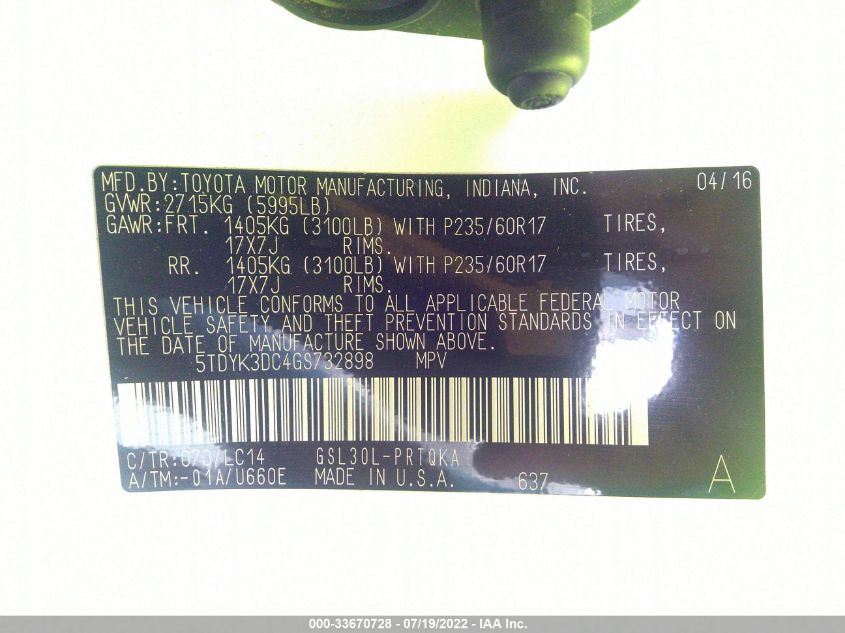 MFD.BY:TOYOTA MOTOR MANUFACTURING, INDIANA, INC. 04/16
GVWR:2715KG (5995LB)
GAWR:FRT. 1405KG (3100LB) WITH P235/60R17 TIRES,
17X7J RIMS.
RR. 1405KG (3100LB) WITH P235/60R17 TIRES,
17X7J RIMS.
THIS VEHICLE CONFORMS TO ALL APPLICABLE FEDERAL MOTOR
VEHICLE SAFETY AND THEFT PREVENTION STANDARDS IN EFFECT ON
THE DATE OF MANUFACTURE SHOWN ABOVE.
5TDYK3DC4GS732898 MPV
C/TR:070/LC14 GSL30L-PRTQKA
A/TM:-01A/U660E MADE IN U.S.A. 637 A
000-33670728 - 07/19/2022 - IAA Inc.